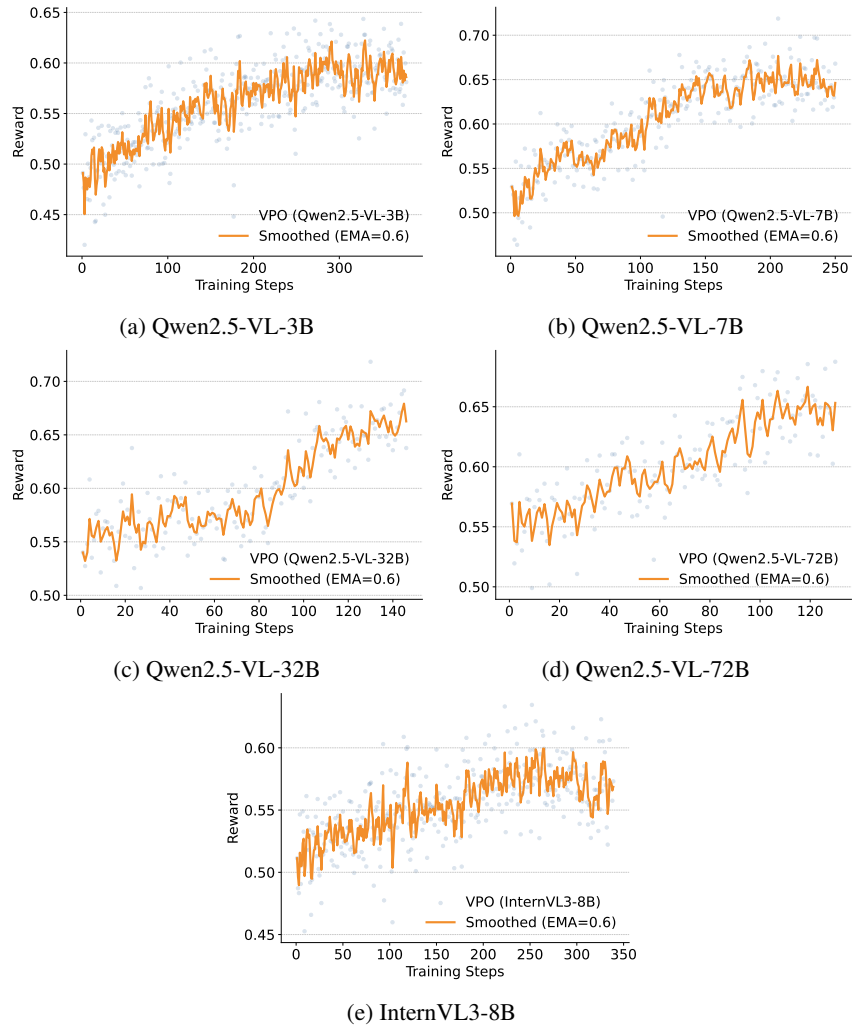 0.60
0.55
0.50
0.45
Reward
VPO (Qwen2.5-VL-3B)
Smoothed (EMA=0.6)
0 100 200 300
Training Steps
(a) Qwen2.5-VL-3B
0.70
0.65
0.60
0.55
0.50
Reward
VPO (Qwen2.5-VL-7B)
Smoothed (EMA=0.6)
0 50 100 150 200 250
Training Steps
(b) Qwen2.5-VL-7B
0.70
0.65
0.60
0.55
0.50
Reward
VPO (Qwen2.5-VL-32B)
Smoothed (EMA=0.6)
0 20 40 60 80 100 120 140
Training Steps
(c) Qwen2.5-VL-32B
0.65
0.60
0.55
0.50
Reward
VPO (Qwen2.5-VL-72B)
Smoothed (EMA=0.6)
0 20 40 60 80 100 120
Training Steps
(d) Qwen2.5-VL-72B
0.60
0.55
0.50
0.45
Reward
VPO (InternVL3-8B)
Smoothed (EMA=0.6)
0 50 100 150 200 250 300 350
Training Steps
(e) InternVL3-8B